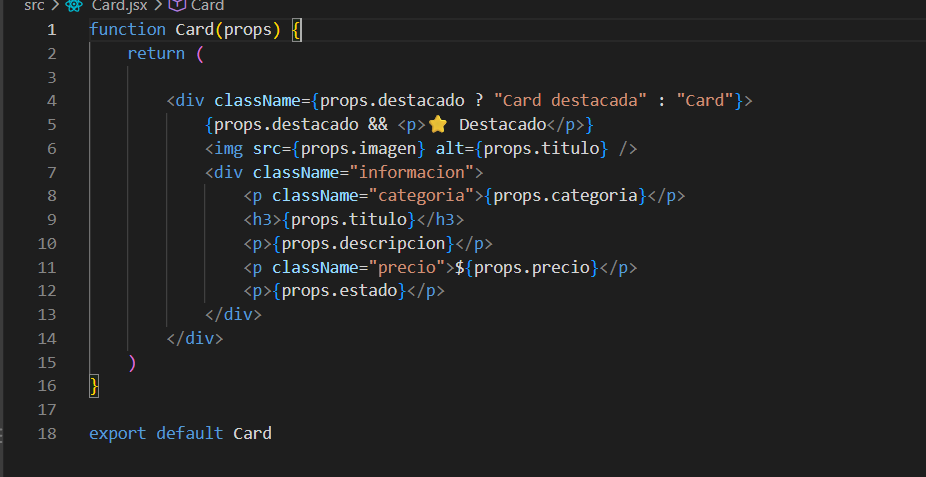 src > Card.jsx > Card
1 function Card(props) {
2 return (
3
4 <div className={props.destacado ? "Card destacada" : "Card"}>
5 {props.destacado && <p>⭐ Destacado</p>}
6 <img src={props.imagen} alt={props.titulo} />
7 <div className="informacion">
8 <p className="categoria">{props.categoria}</p>
9 <h3>{props.titulo}</h3>
10 <p>{props.descripcion}</p>
11 <p className="precio">${props.precio}</p>
12 <p>{props.estado}</p>
13 </div>
14 </div>
15 )
16 }
17
18 export default Card